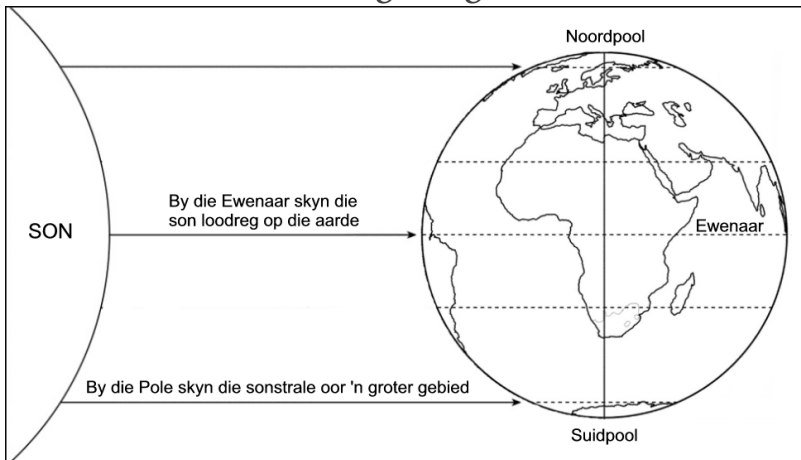 Noordpool
By die Ewenaar skyn die
son loodreg op die aarde
SON
Ewenaar
By die Pole skyn die sonstrale oor 'n groter gebied
Suidpool